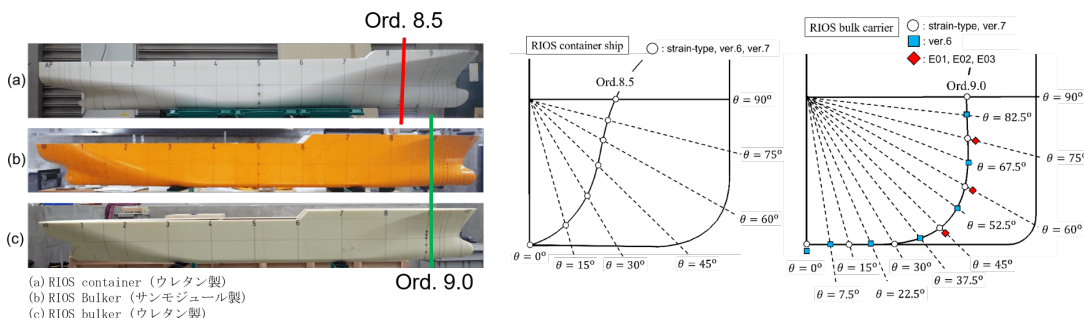 Ord. 8.5
(a)
(b)
(c)
Ord. 9.0
(a) RIOS container (ウレタン製)
(b) RIOS Bulker (サンモジュール製)
(c) RIOS bulker (ウレタン製)
RIOS container ship
: strain-type, ver.6, ver.7
Ord.8.5
θ = 90°
θ = 75°
θ = 60°
θ = 45°
θ = 30°
θ = 15°
θ = 0°
RIOS bulk carrier
: strain-type, ver.7
: ver.6
: E01, E02, E03
Ord.9.0
θ = 90°
θ = 82.5°
θ = 75°
θ = 67.5°
θ = 60°
θ = 52.5°
θ = 45°
θ = 37.5°
θ = 30°
θ = 22.5°
θ = 15°
θ = 7.5°
θ = 0°